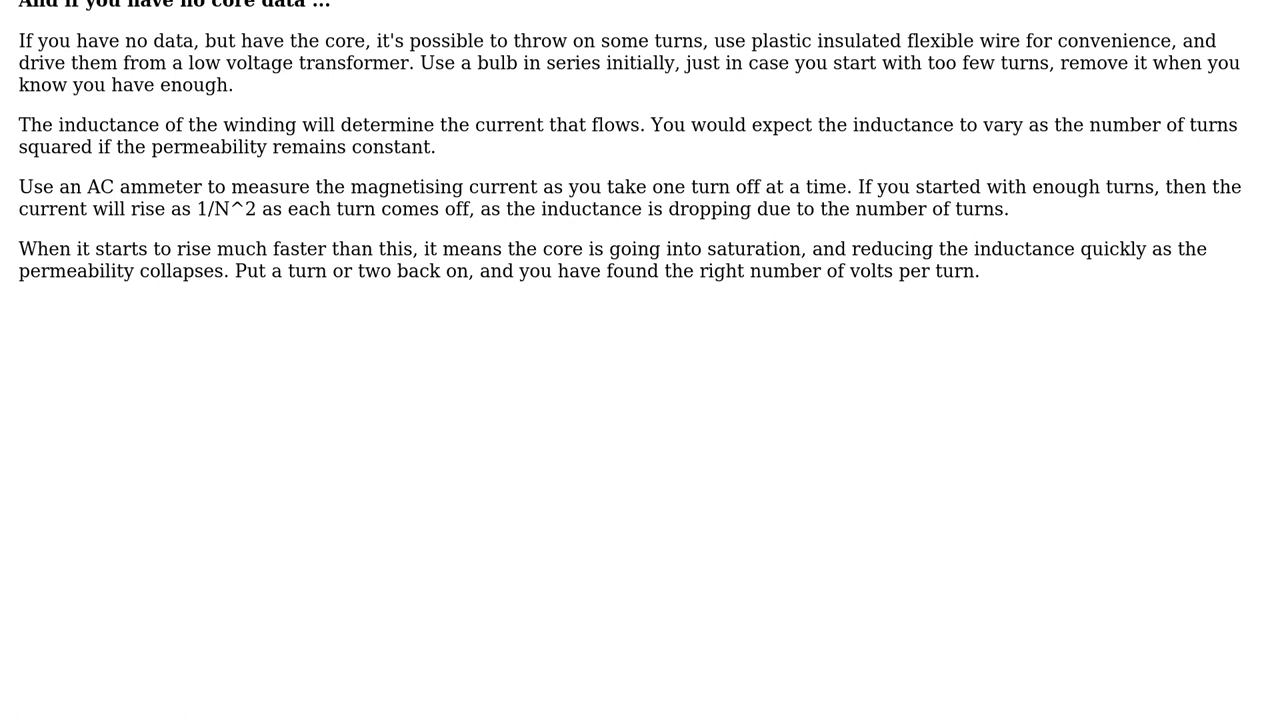 And if you have no core data ...
If you have no data, but have the core, it's possible to throw on some turns, use plastic insulated flexible wire for convenience, and
drive them from a low voltage transformer. Use a bulb in series initially, just in case you start with too few turns, remove it when you
know you have enough.
The inductance of the winding will determine the current that flows. You would expect the inductance to vary as the number of turns
squared if the permeability remains constant.
Use an AC ammeter to measure the magnetising current as you take one turn off at a time. If you started with enough turns, then the
current will rise as 1/N^2 as each turn comes off, as the inductance is dropping due to the number of turns.
When it starts to rise much faster than this, it means the core is going into saturation, and reducing the inductance quickly as the
permeability collapses. Put a turn or two back on, and you have found the right number of volts per turn.